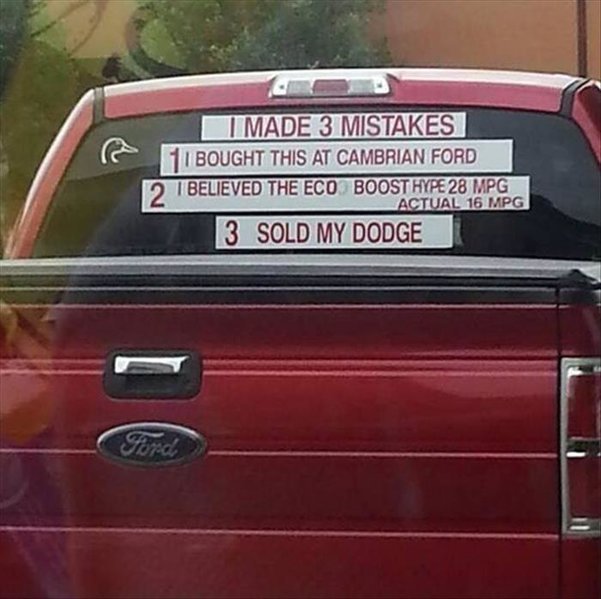 I MADE 3 MISTAKES
1 I BOUGHT THIS AT CAMBRIAN FORD
2 I BELIEVED THE ECO BOOST HYPE 28 MPG
ACTUAL 16 MPG
3 SOLD MY DODGE
Ford